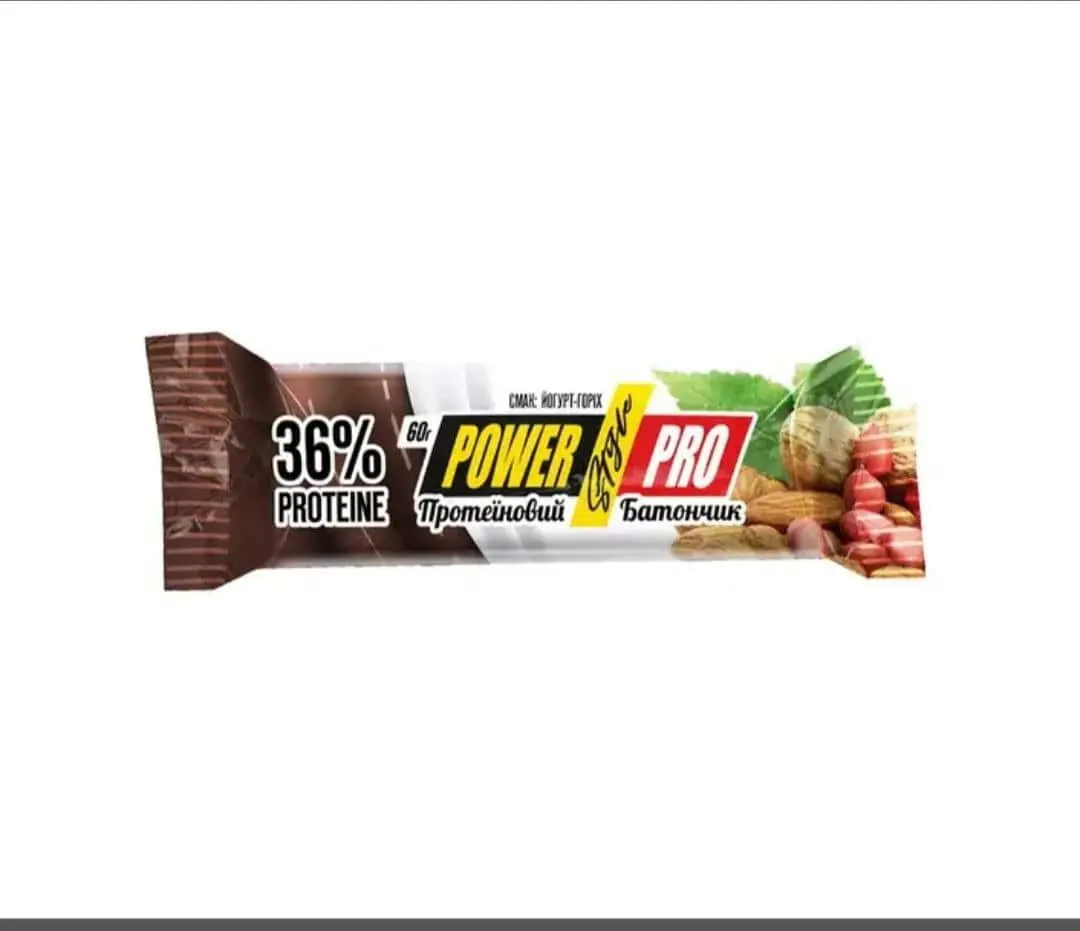 36%
PROTEINE
СМАК: ЙОГУРТ-ГОРІХ
60г
POWER Style PRO
Протеїновий Батончик